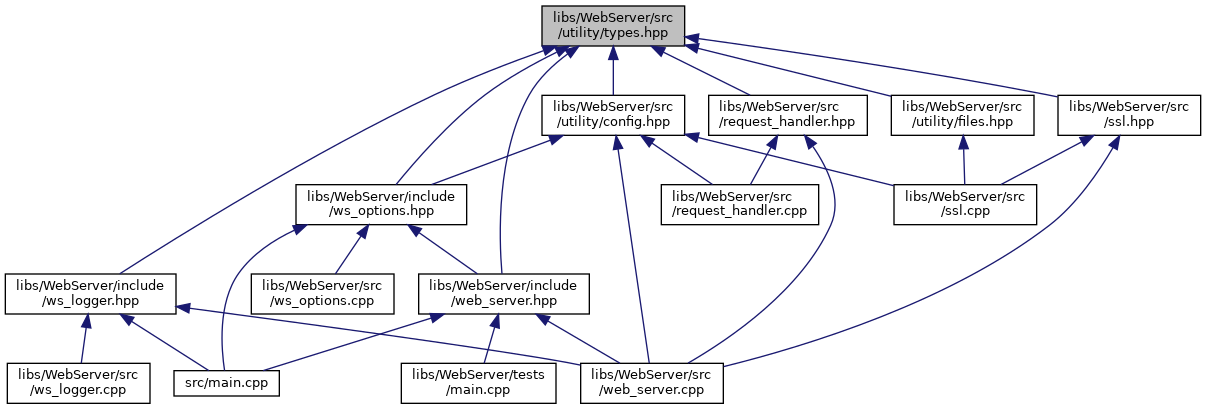 libs/WebServer/src
/utility/types.hpp
libs/WebServer/src
/utility/config.hpp
libs/WebServer/src
/request_handler.hpp
libs/WebServer/src
/utility/files.hpp
libs/WebServer/src
/ssl.hpp
libs/WebServer/include
/ws_options.hpp
libs/WebServer/src
/request_handler.cpp
libs/WebServer/src
/ssl.cpp
libs/WebServer/include
/ws_logger.hpp
libs/WebServer/src
/ws_options.cpp
libs/WebServer/include
/web_server.hpp
libs/WebServer/src
/ws_logger.cpp
src/main.cpp
libs/WebServer/tests
/main.cpp
libs/WebServer/src
/web_server.cpp